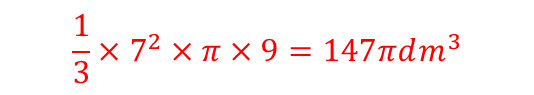 1/3 × 7² × π × 9 = 147πdm³